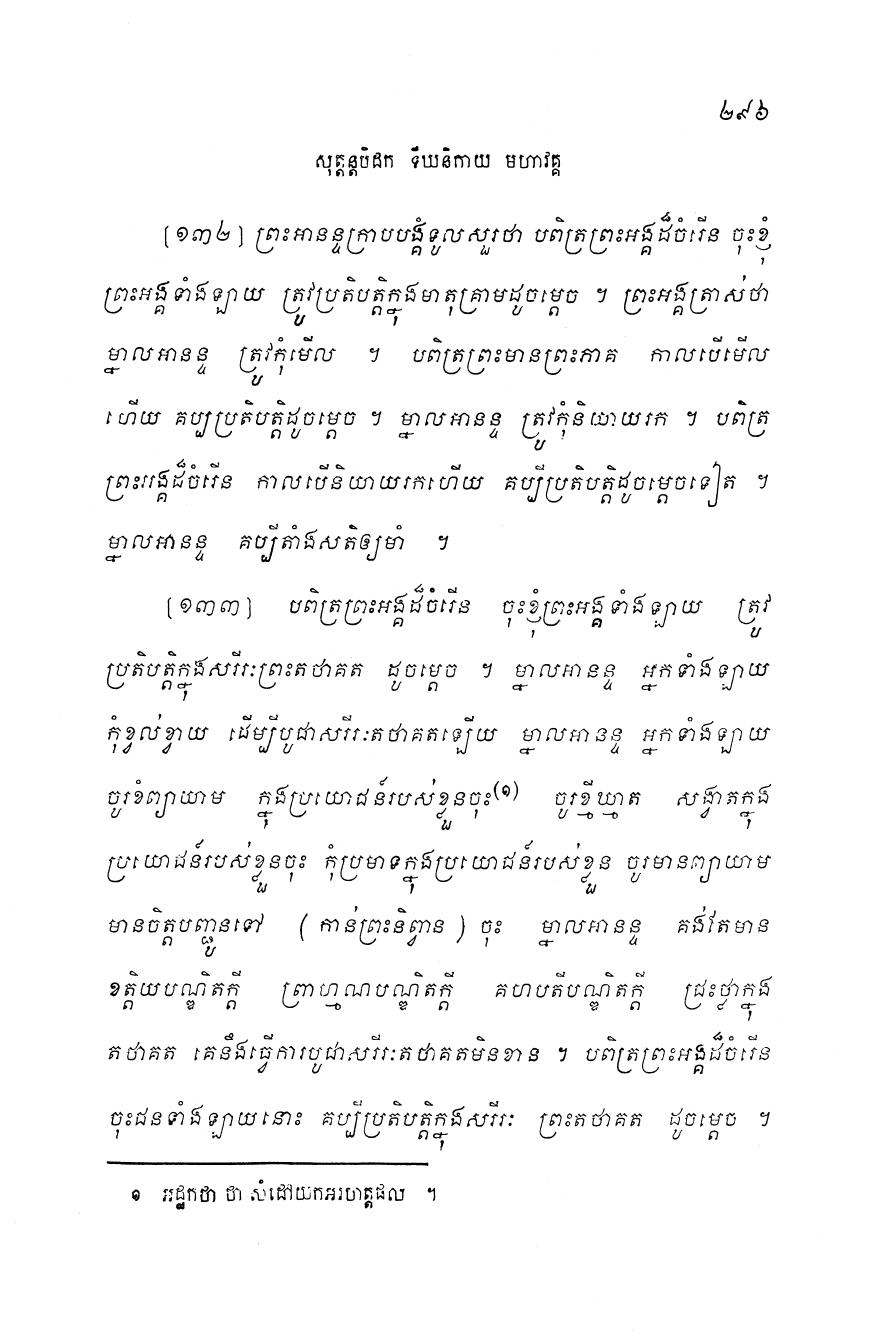 ២៩៦
សុត្តន្តបិដក ទីឃនិកាយ មហាវគ្គ
[១៣២] ព្រះអានន្ទក្រាបបង្គំទូលសួរថា បពិត្រព្រះអង្គដ៏ចំរើន ចុះខ្ញុំ
ព្រះអង្គទាំងឡាយ ត្រូវប្រតិបត្តិក្នុងមាតុគ្រាមដូចម្តេច ។ ព្រះអង្គត្រាស់ថា
ម្នាលអានន្ទ ត្រូវកុំមើល ។ បពិត្រព្រះមានព្រះភាគ កាលបើមើល
ហើយ គប្បប្រតិបត្តិដូចម្តេច ។ ម្នាលអានន្ទ ត្រូវកុំនិយាយរក ។ បពិត្រ
ព្រះអង្គដ៏ចំរើន កាលបើនិយាយរកហើយ គប្បីប្រតិបត្តិដូចម្តេចទៀត ។
ម្នាលអានន្ទ គប្បីតាំងសតិឲ្យមាំ ។
[១៣៣] បពិត្រព្រះអង្គដ៏ចំរើន ចុះខ្ញុំព្រះអង្គទាំងឡាយ ត្រូវ
ប្រតិបត្តិក្នុងសរីរៈព្រះតថាគត ដូចម្តេច ។ ម្នាលអានន្ទ អ្នកទាំងឡាយ
កុំខ្វល់ខ្វាយ ដើម្បីបូជាសរីរៈតថាគតឡើយ ម្នាលអានន្ទ អ្នកទាំងឡាយ
ចូរខំព្យាយាម ក្នុងប្រយោជន៍របស់ខ្លួនចុះ(១) ចូរខ្មីឃ្មាត សង្វាតក្នុង
ប្រយោជន៍របស់ខ្លួនចុះ កុំប្រមាទក្នុងប្រយោជន៍របស់ខ្លួន ចូរមានព្យាយាម
មានចិត្តបញ្ជូនទៅ ( កាន់ព្រះនិព្វាន ) ចុះ ម្នាលអានន្ទ គង់តែមាន
ខត្តិយបណ្ឌិតក្តី ព្រាហ្មណបណ្ឌិតក្តី គហបតីបណ្ឌិតក្តី ជ្រះថ្លាក្នុង
តថាគត គេនឹងធ្វើការបូជាសរីរៈតថាគតមិនខាន ។ បពិត្រព្រះអង្គដ៏ចំរើន
ចុះជនទាំងឡាយនោះ គប្បីប្រតិបត្តិក្នុងសរីរៈ ព្រះតថាគត ដូចម្តេច ។
១ អដ្ឋកថា ថា សំដៅយកអរហត្តផល ។